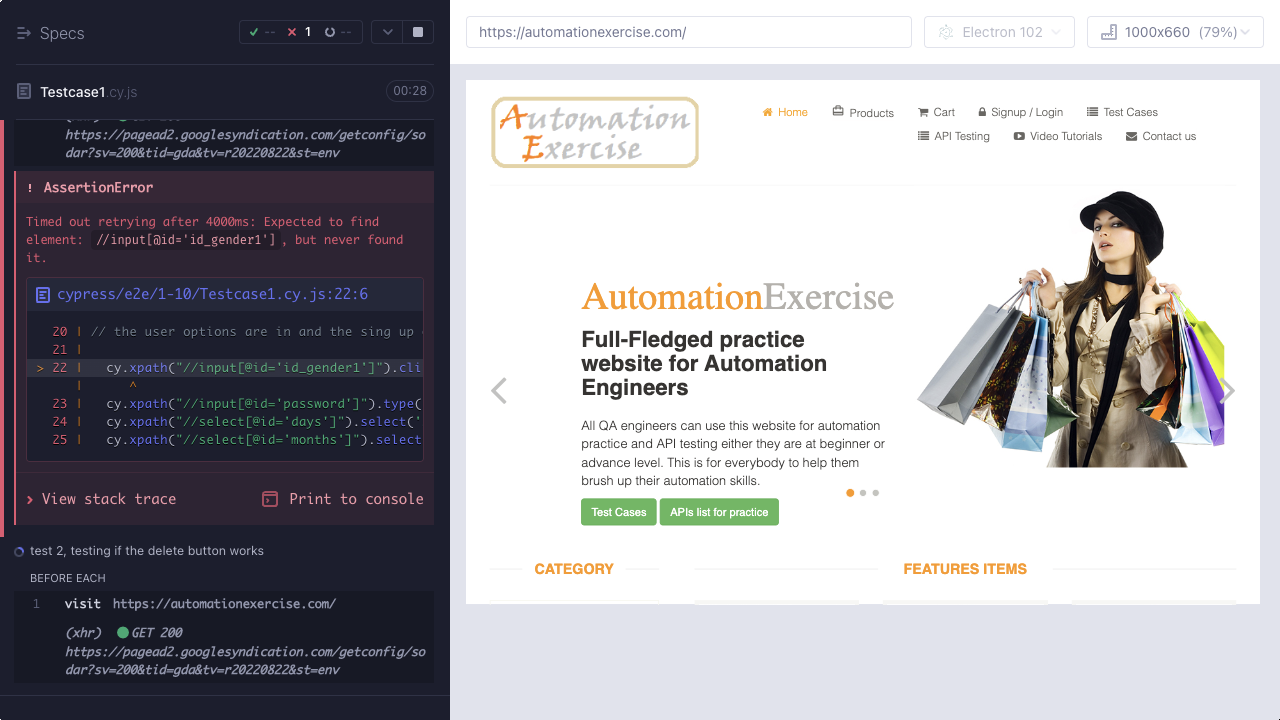 Specs
-- 1 --
Testcase1.cy.js
00:28
https://pagead2.googlesyndication.com/getconfig/so
dar?sv=200&tid=gda&tv=r20220822&st=env
! AssertionError
Timed out retrying after 4000ms: Expected to find
element: //input[@id='id_gender1'], but never found
it.
cypress/e2e/1-10/Testcase1.cy.js:22:6
20 | // the user options are in and the sing up
21 |
> 22 | cy.xpath("//input[@id='id_gender1']").cli
| ^
23 | cy.xpath("//input[@id='password']").type(
24 | cy.xpath("//select[@id='days']").select('
25 | cy.xpath("//select[@id='months']").select
> View stack trace
Print to console
test 2, testing if the delete button works
BEFORE EACH
1 visit https://automationexercise.com/
(xhr) GET 200
https://pagead2.googlesyndication.com/getconfig/so
dar?sv=200&tid=gda&tv=r20220822&st=env
https://automationexercise.com/
Electron 102
1000x660 (79%)
Automation
Exercise
Home
Products
Cart
Signup / Login
Test Cases
API Testing
Video Tutorials
Contact us
AutomationExercise
Full-Fledged practice
website for Automation
Engineers
All QA engineers can use this website for automation
practice and API testing either they are at beginner or
advance level. This is for everybody to help them
brush up their automation skills.
Test Cases
APIs list for practice
CATEGORY
FEATURES ITEMS